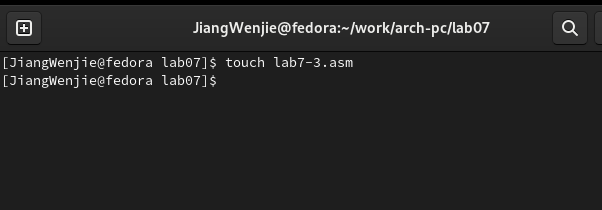 JiangWenjie@fedora:~/work/arch-pc/lab07
[JiangWenjie@fedora lab07]$ touch lab7-3.asm
[JiangWenjie@fedora lab07]$